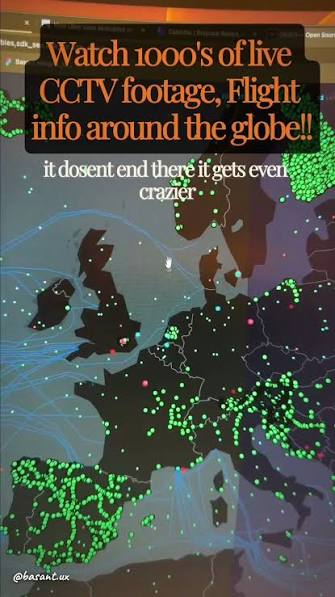 Watch 1000's of live
CCTV footage, Flight
info around the globe!!
it dosent end there it gets even
crazier
@basant.ux